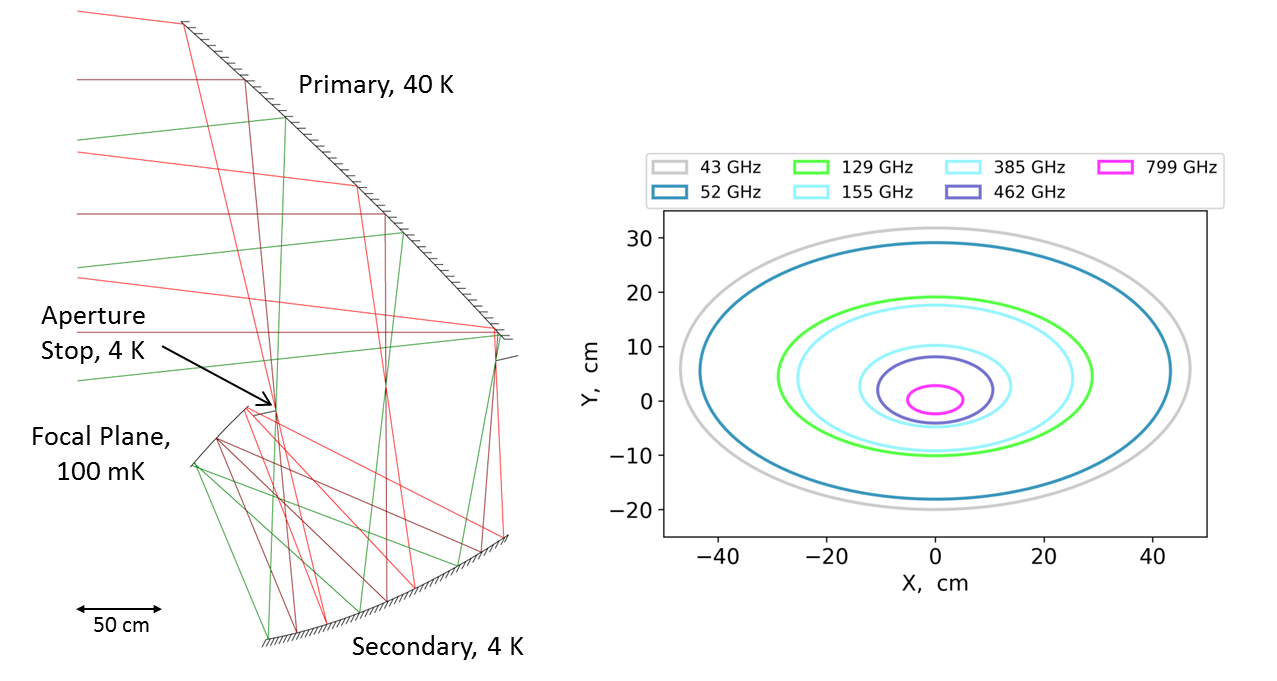 Primary, 40 K
Aperture
Stop, 4 K
Focal Plane,
100 mK
50 cm
Secondary, 4 K
43 GHz 129 GHz 385 GHz 799 GHz
52 GHz 155 GHz 462 GHz
30
20
10
0
−10
−20
Y, cm
−40 −20 0 20 40
X, cm